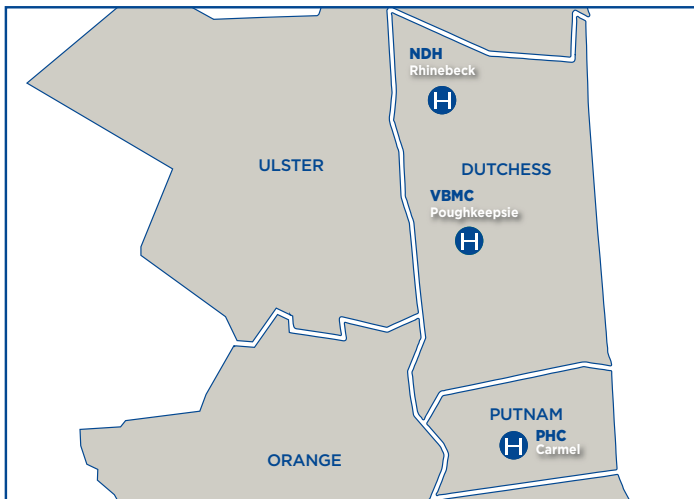 NDH
Rhinebeck
H
ULSTER
DUTCHESS
VBMC
Poughkeepsie
H
PUTNAM
H
PHC
Carmel
ORANGE